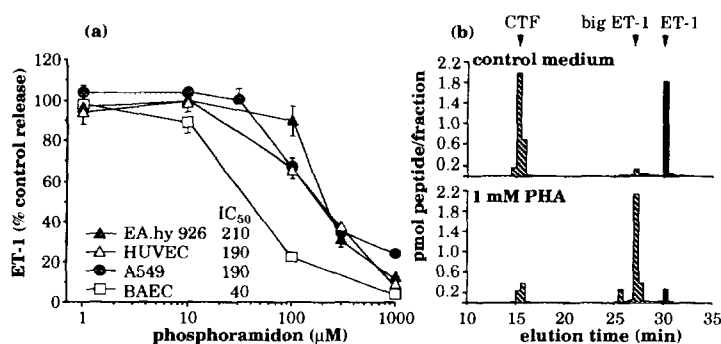 (a)
120
100
80
60
40
20
0
ET-1 (% control release)
IC50
EA.hy 926 210
HUVEC 190
A549 190
BAEC 40
1 10 100 1000
phosphoramidon (µM)
CTF big ET-1 ET-1
(b)
control medium
2.2
1.8
1.4
1.0
0.6
0.2
1 mM PHA
2.2
1.8
1.4
1.0
0.6
0.2
pmol peptide/fraction
10 15 20 25 30 35
elution time (min)